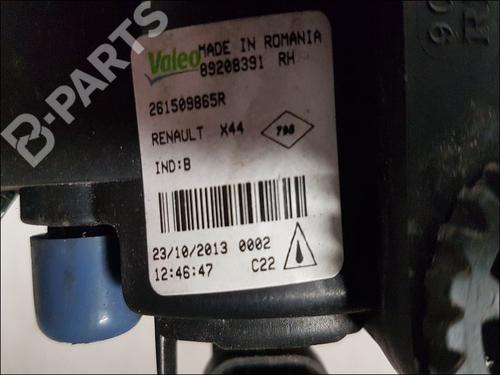 B-PARTS
Valeo MADE IN ROMANIA
89208391 RH
261509865R
RENAULT X44
IND:B
23/10/2013 0002
12:46:47 C22